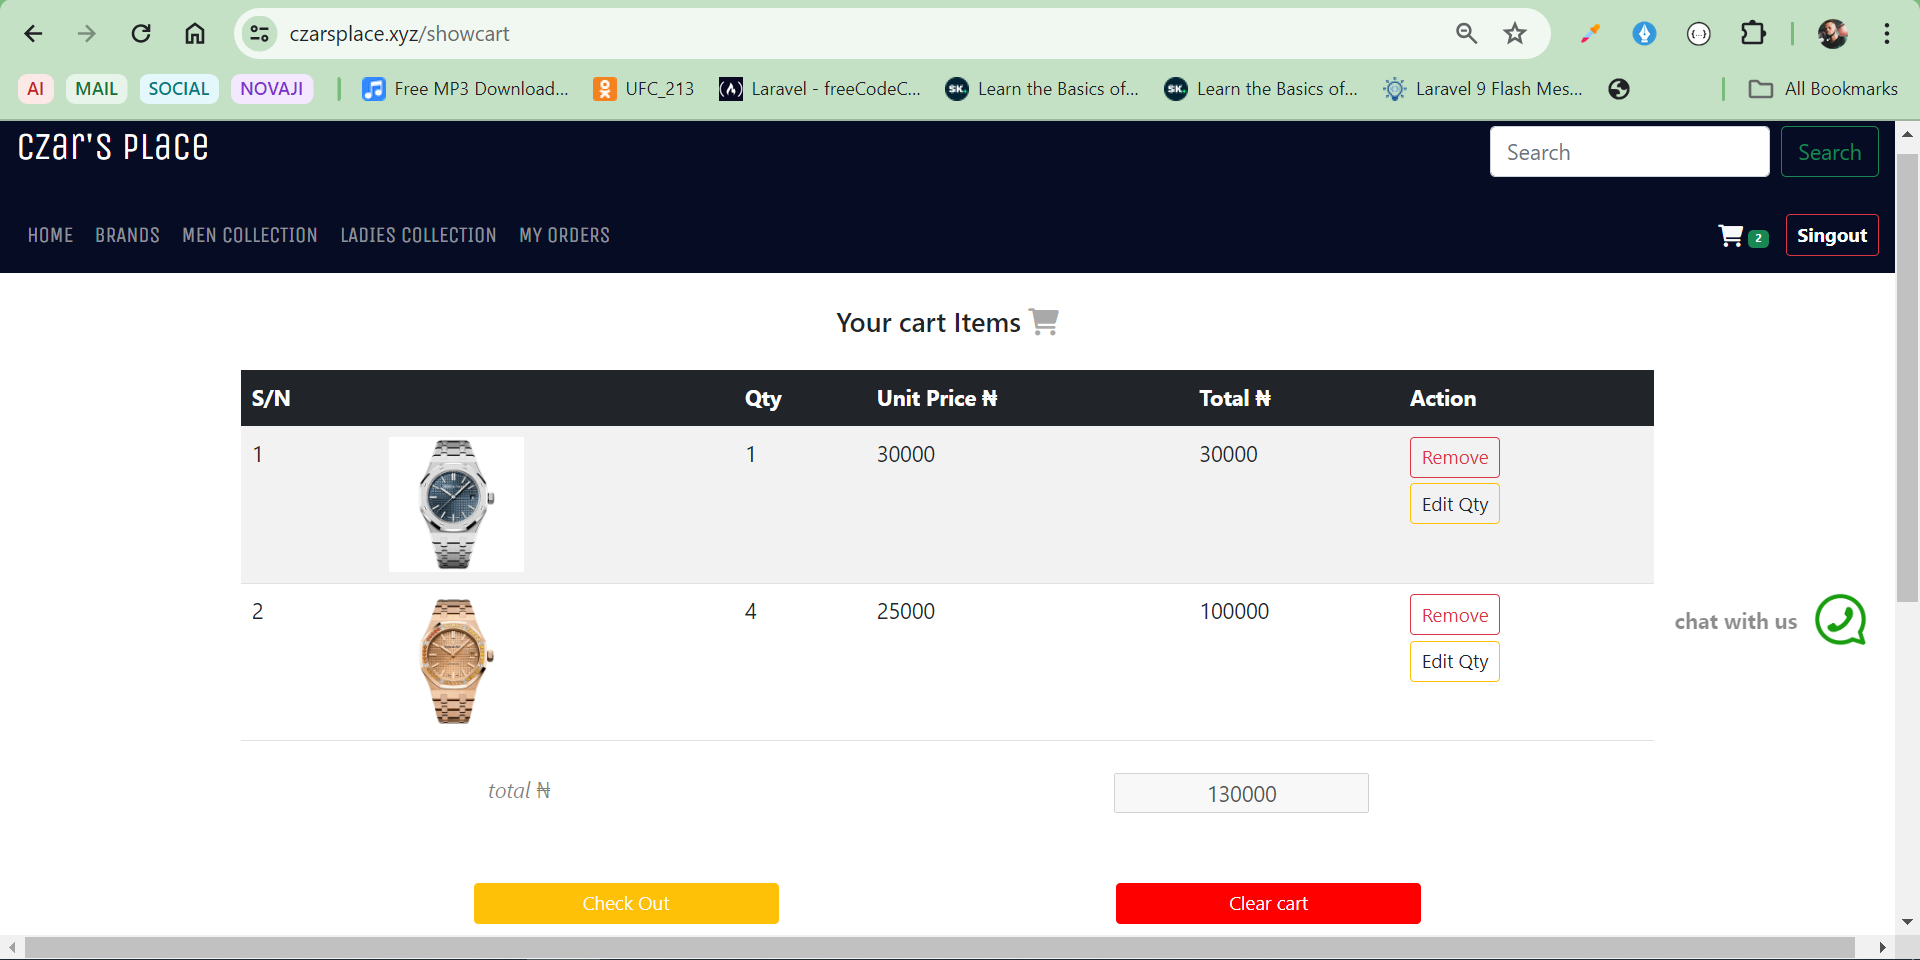 czarsplace.xyz/showcart
AI MAIL SOCIAL NOVAJI Free MP3 Download... UFC_213 Laravel - freeCodeC... SK. Learn the Basics of... SK. Learn the Basics of... Laravel 9 Flash Mes... All Bookmarks
Czar's Place Search Search
HOME BRANDS MEN COLLECTION LADIES COLLECTION MY ORDERS 2 Singout
Your cart Items
S/N Qty Unit Price ₦ Total ₦ Action
1 1 30000 30000 Remove
Edit Qty
2 4 25000 100000 Remove
Edit Qty
chat with us
total ₦ 130000
Check Out Clear cart